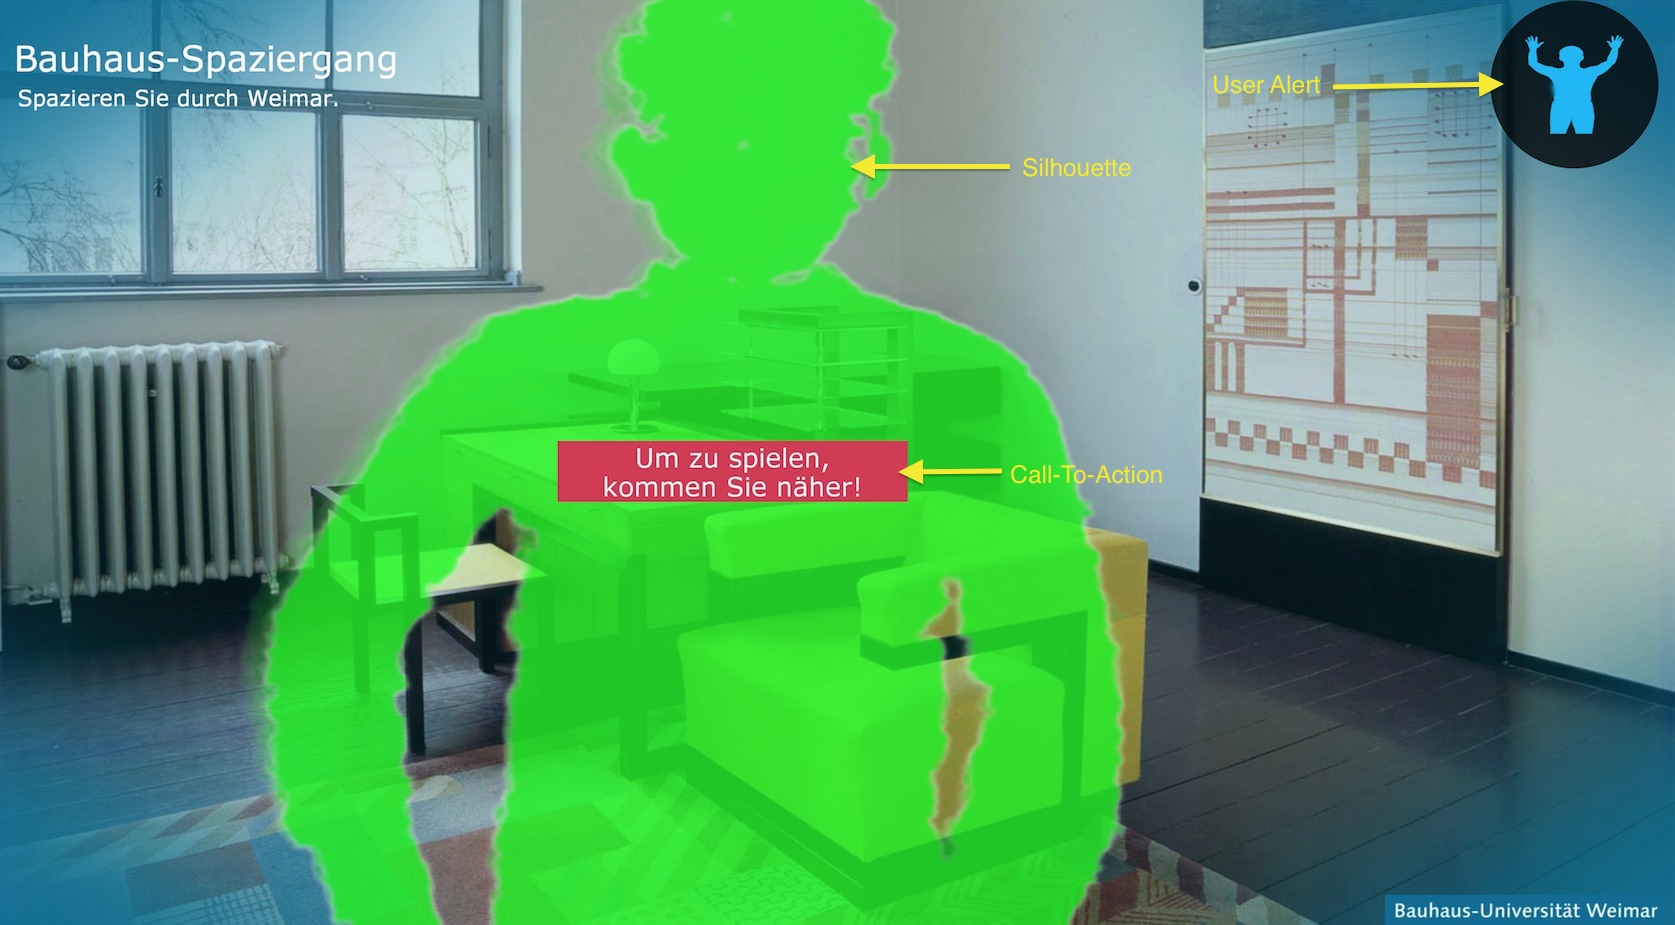 Bauhaus-Spaziergang
Spazieren Sie durch Weimar.
User Alert
Silhouette
Um zu spielen,
kommen Sie näher!
Call-To-Action
Bauhaus-Universität Weimar